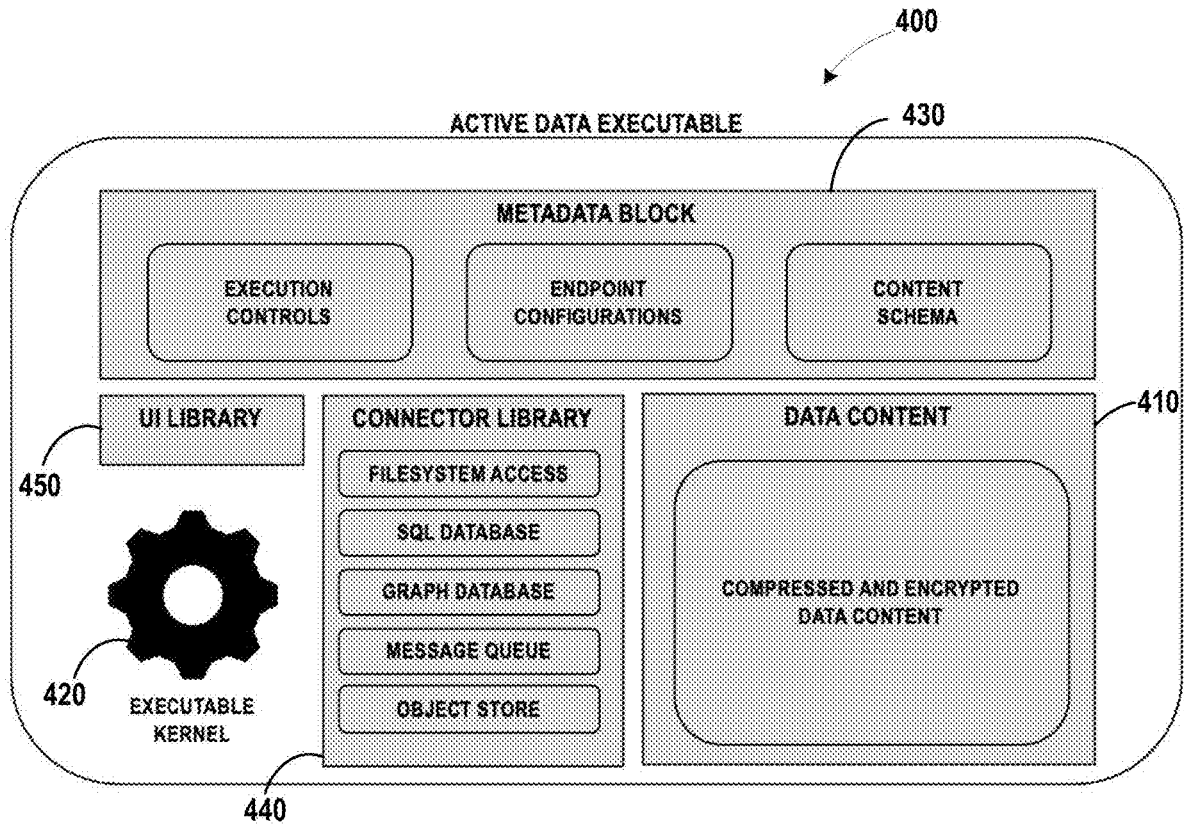 400
ACTIVE DATA EXECUTABLE
430
METADATA BLOCK
EXECUTION
CONTROLS
ENDPOINT
CONFIGURATIONS
CONTENT
SCHEMA
UI LIBRARY
450
CONNECTOR LIBRARY
FILESYSTEM ACCESS
SQL DATABASE
GRAPH DATABASE
MESSAGE QUEUE
OBJECT STORE
440
DATA CONTENT
410
COMPRESSED AND ENCRYPTED
DATA CONTENT
420
EXECUTABLE
KERNEL